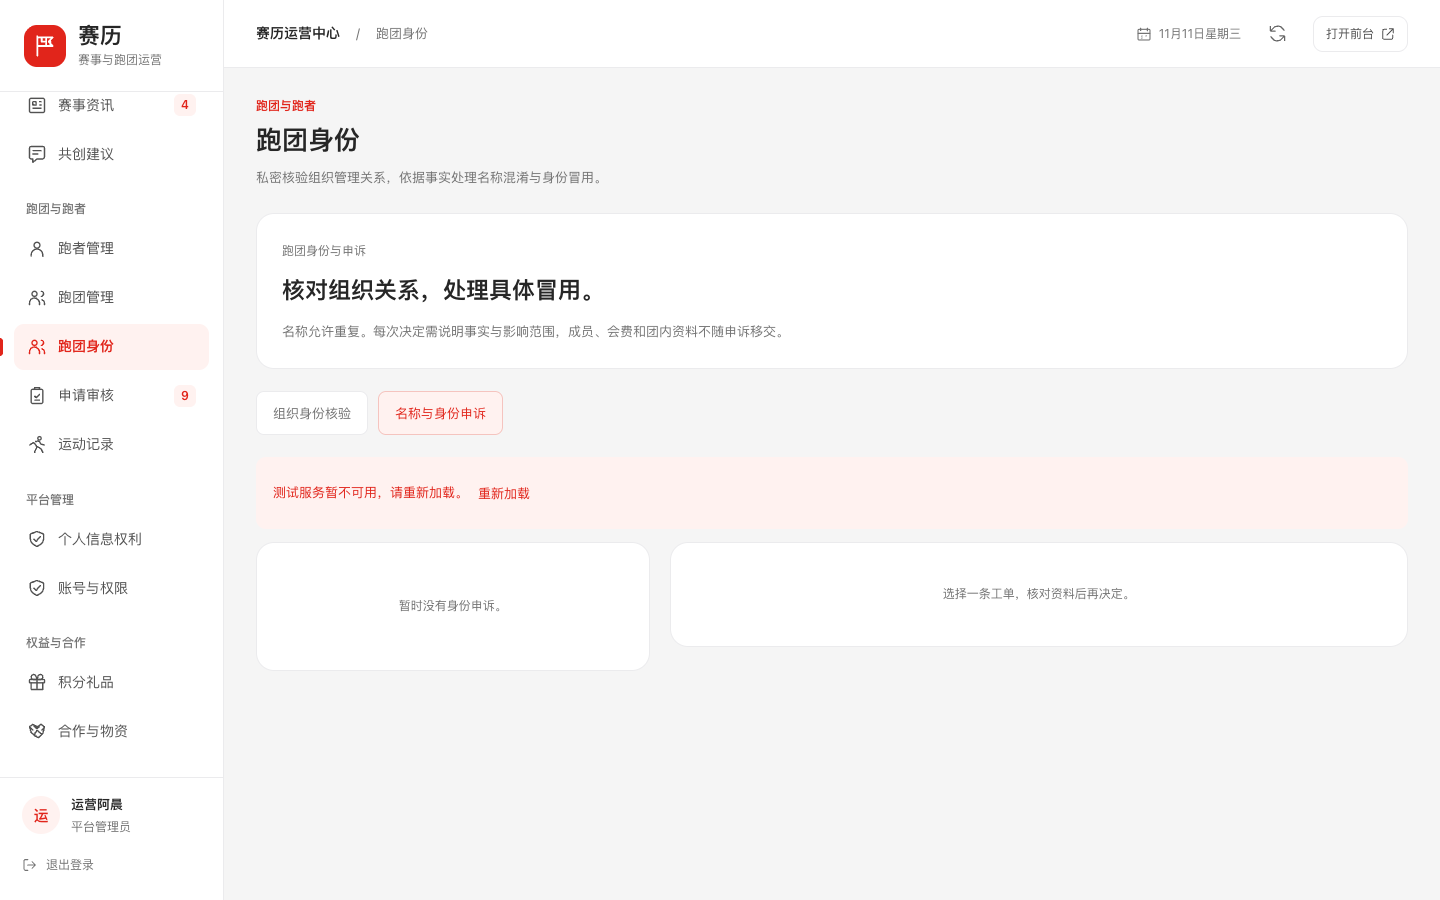 赛历
赛事与跑团运营
赛事资讯 4
共创建议
跑团与跑者
跑者管理
跑团管理
跑团身份
申请审核 9
运动记录
平台管理
个人信息权利
账号与权限
权益与合作
积分礼品
合作与物资
运
运营阿晨
平台管理员
退出登录
赛历运营中心 / 跑团身份
11月11日星期三
打开前台
跑团与跑者
跑团身份
私密核验组织管理关系，依据事实处理名称混淆与身份冒用。
跑团身份与申诉
核对组织关系，处理具体冒用。
名称允许重复。每次决定需说明事实与影响范围，成员、会费和团内资料不随申诉移交。
组织身份核验
名称与身份申诉
测试服务暂不可用，请重新加载。 重新加载
暂时没有身份申诉。
选择一条工单，核对资料后再决定。